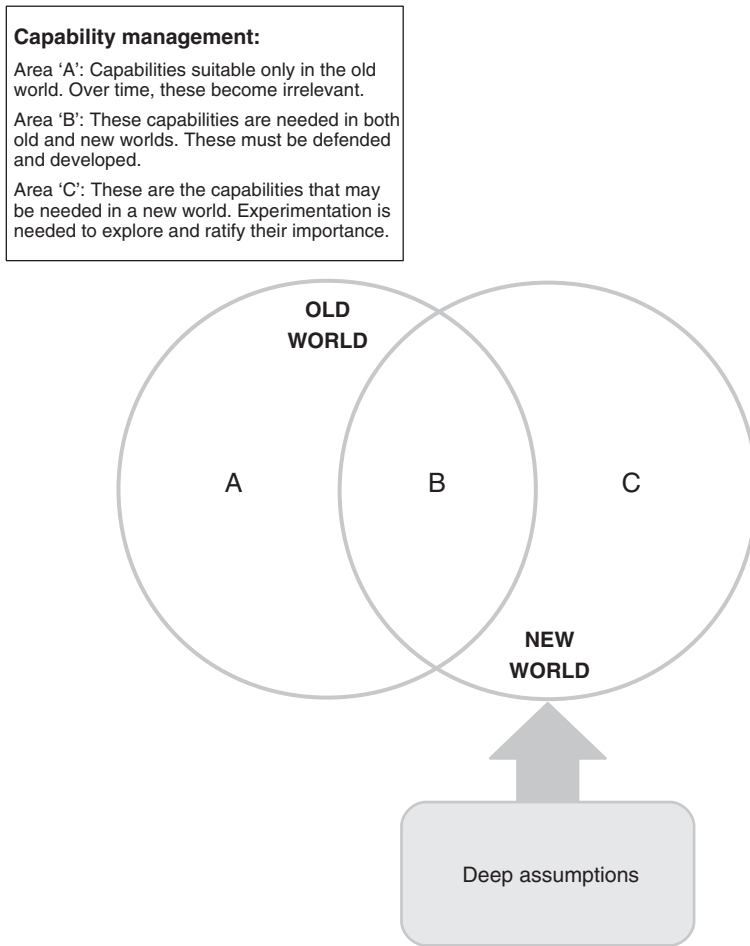 Capability management:
Area ‘A’: Capabilities suitable only in the old
world. Over time, these become irrelevant.
Area ‘B’: These capabilities are needed in both
old and new worlds. These must be defended
and developed.
Area ‘C’: These are the capabilities that may
be needed in a new world. Experimentation is
needed to explore and ratify their importance.
OLD
WORLD
A
B
C
NEW
WORLD
Deep assumptions